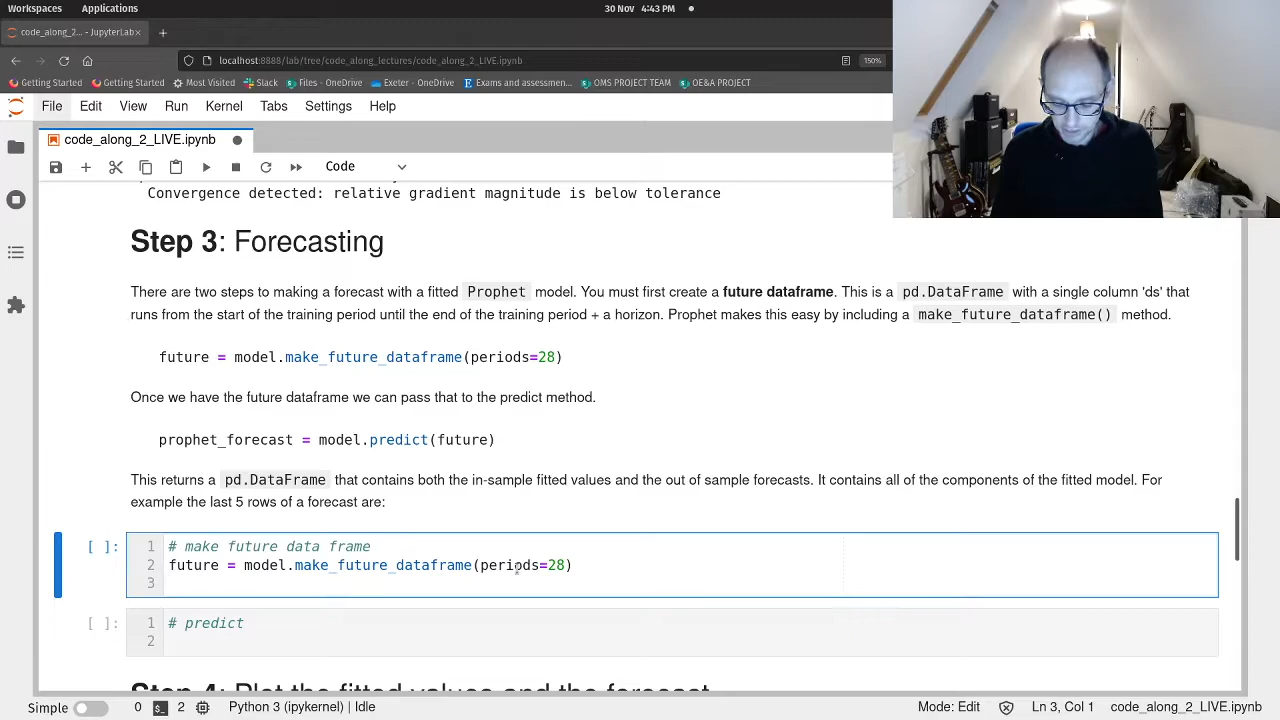 Workspaces Applications 30 Nov 4:43 PM
code_along_2... - JupyterLab
localhost:8888/lab/tree/code_along_lectures/code_along_2_LIVE.ipynb 150%
Getting Started Getting Started Most Visited Slack Files - OneDrive Exeter - OneDrive Exams and assessmen... OMS PROJECT TEAM OE&A PROJECT
File Edit View Run Kernel Tabs Settings Help
code_along_2_LIVE.ipynb
Code
Convergence detected: relative gradient magnitude is below tolerance
Step 3: Forecasting
There are two steps to making a forecast with a fitted Prophet model. You must first create a future dataframe. This is a pd.DataFrame with a single column 'ds' that
runs from the start of the training period until the end of the training period + a horizon. Prophet makes this easy by including a make_future_dataframe() method.
future = model.make_future_dataframe(periods=28)
Once we have the future dataframe we can pass that to the predict method.
prophet_forecast = model.predict(future)
This returns a pd.DataFrame that contains both the in-sample fitted values and the out of sample forecasts. It contains all of the components of the fitted model. For
example the last 5 rows of a forecast are:
[ ]: 1 # make future data frame
2 future = model.make_future_dataframe(periods=28)
3
[ ]: 1 # predict
2
Step 4: Plot the fitted values and the forecast
Simple 0 2 Python 3 (ipykernel) | Idle Mode: Edit Ln 3, Col 1 code_along_2_LIVE.ipynb